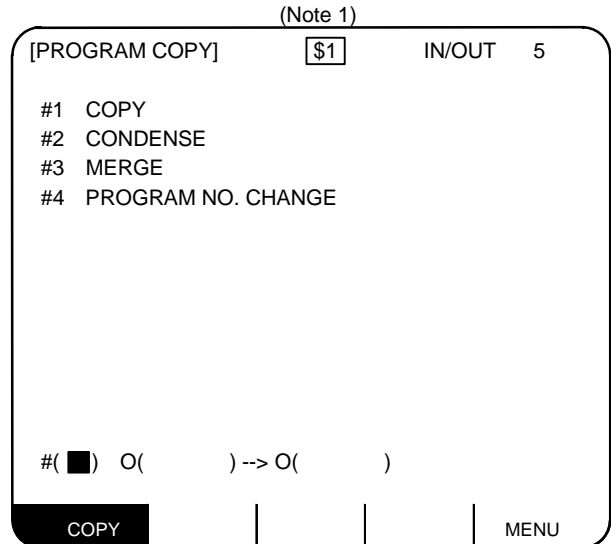 (Note 1)
[PROGRAM COPY] $1 IN/OUT 5
#1 COPY
#2 CONDENSE
#3 MERGE
#4 PROGRAM NO. CHANGE
#( ) O( ) --> O( )
COPY MENU